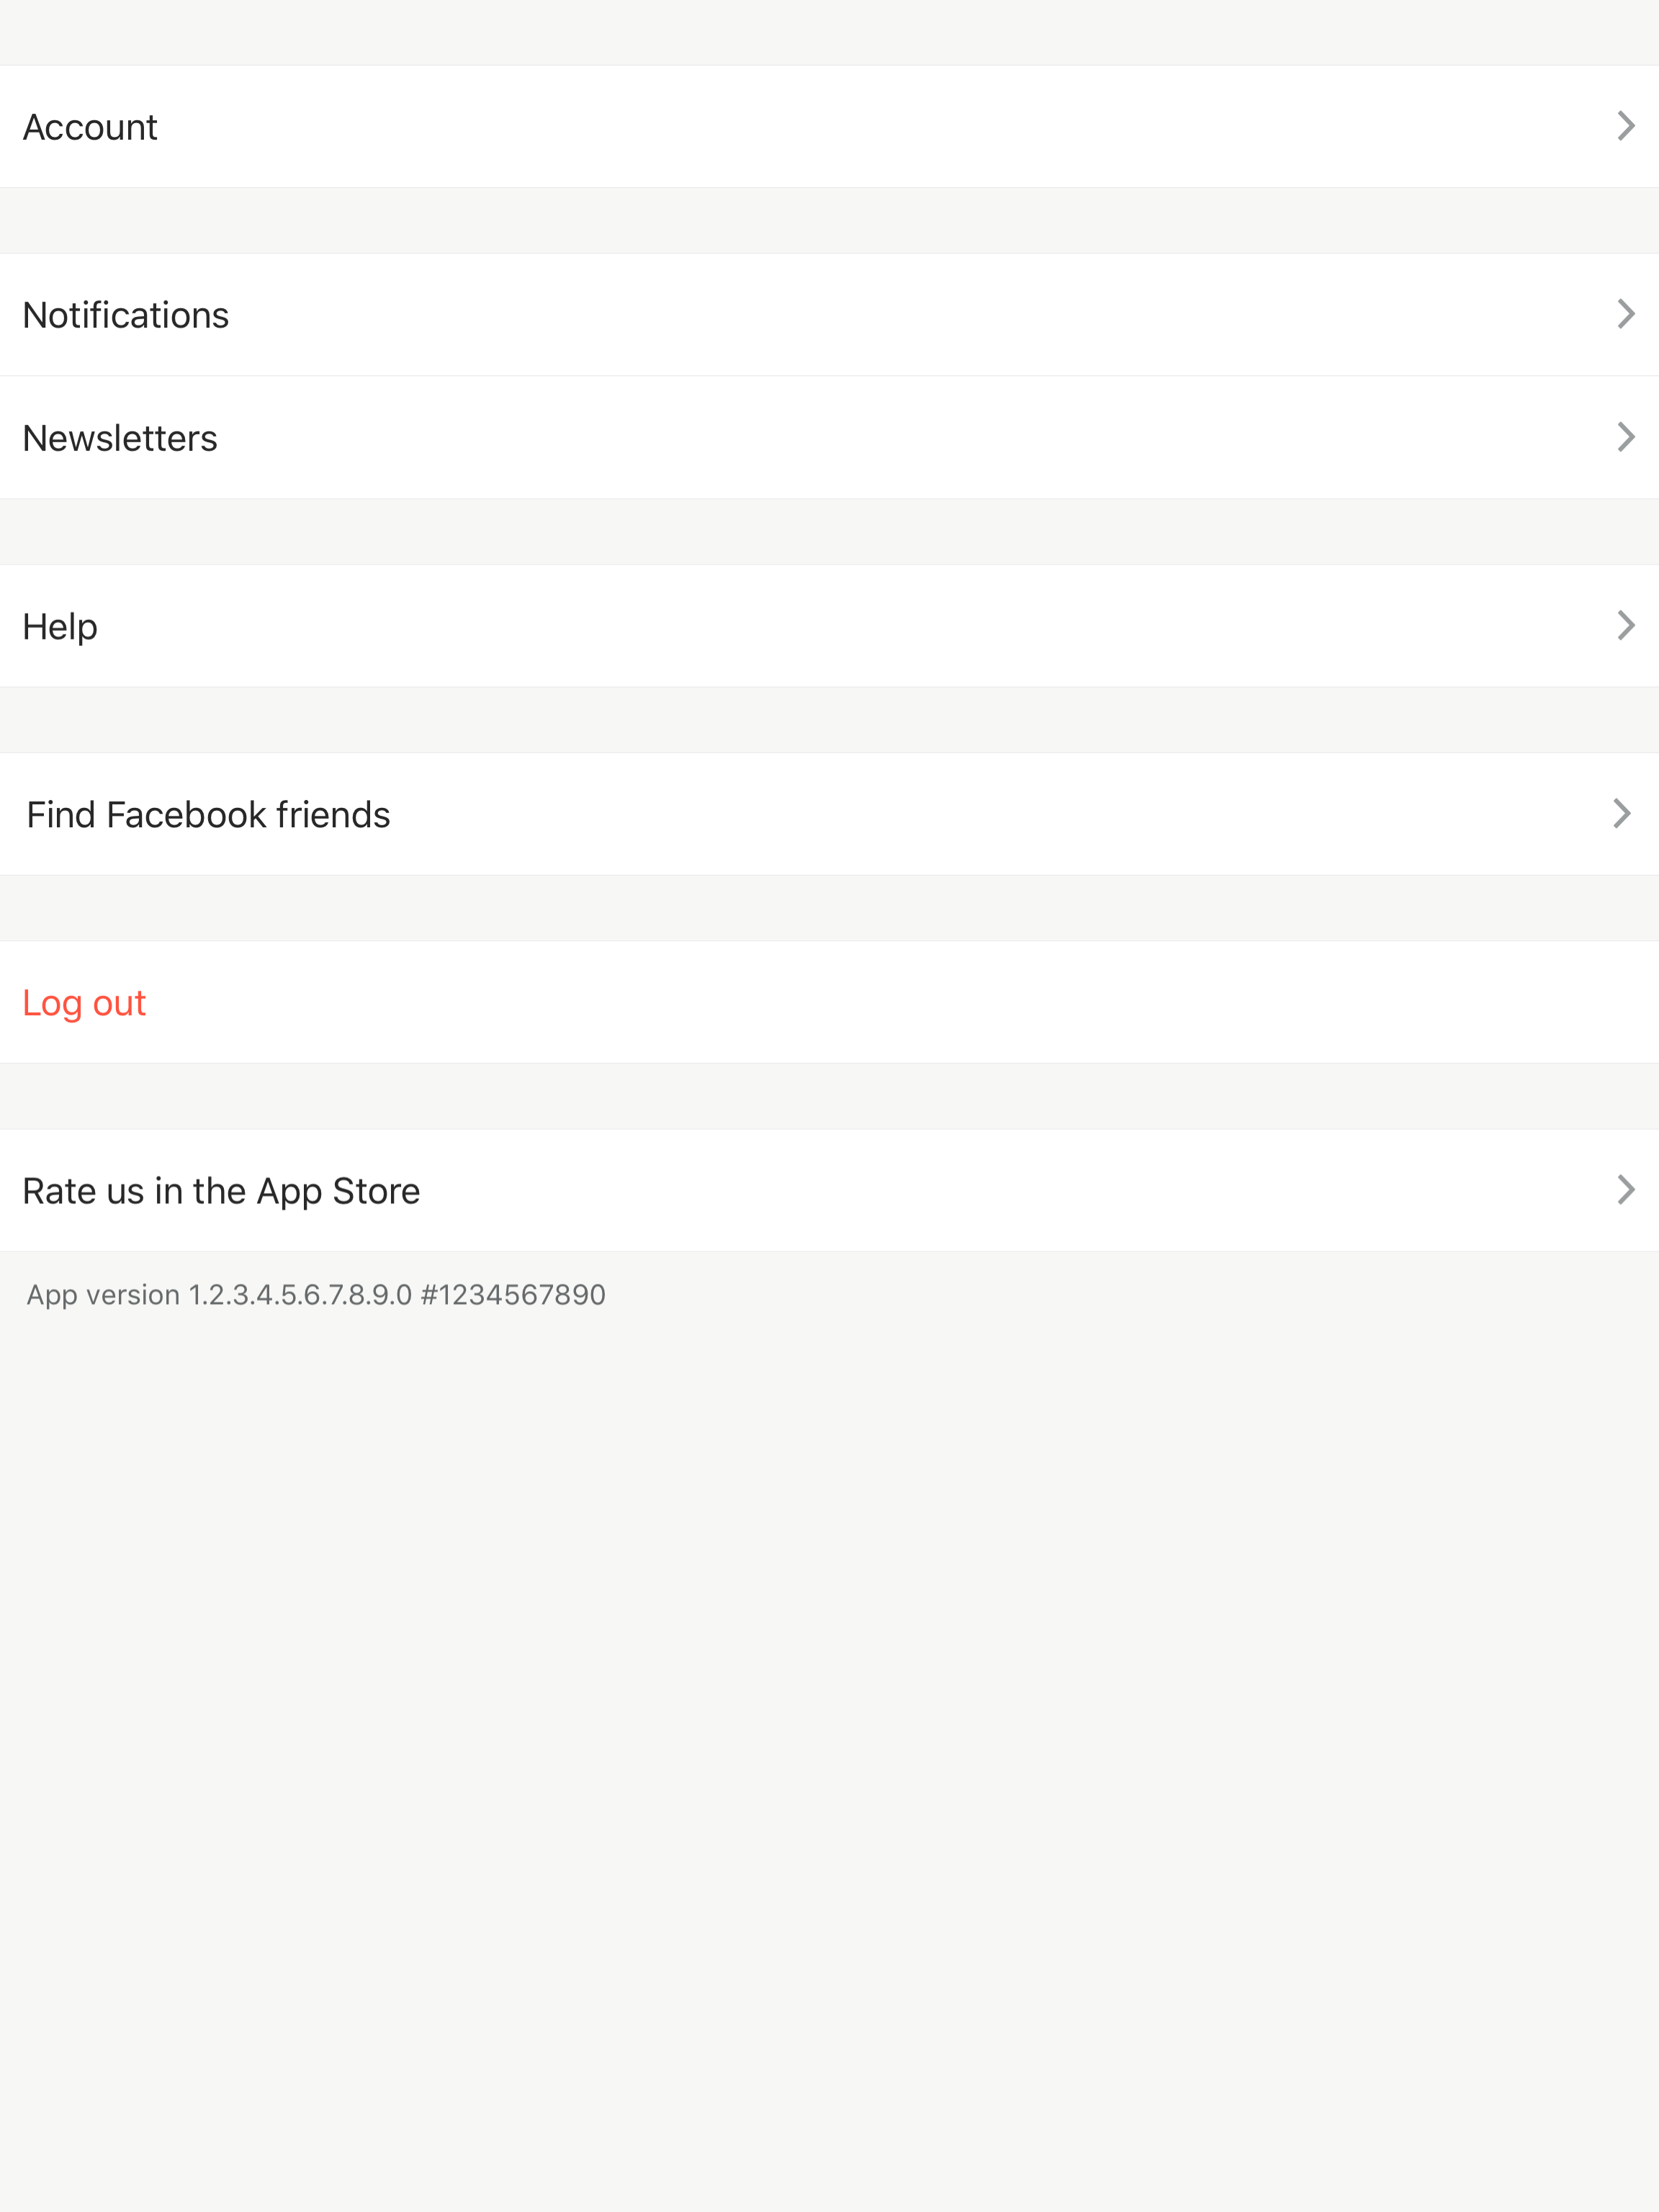 Account
Notifications
Newsletters
Help
Find Facebook friends
Log out
Rate us in the App Store
App version 1.2.3.4.5.6.7.8.9.0 #1234567890